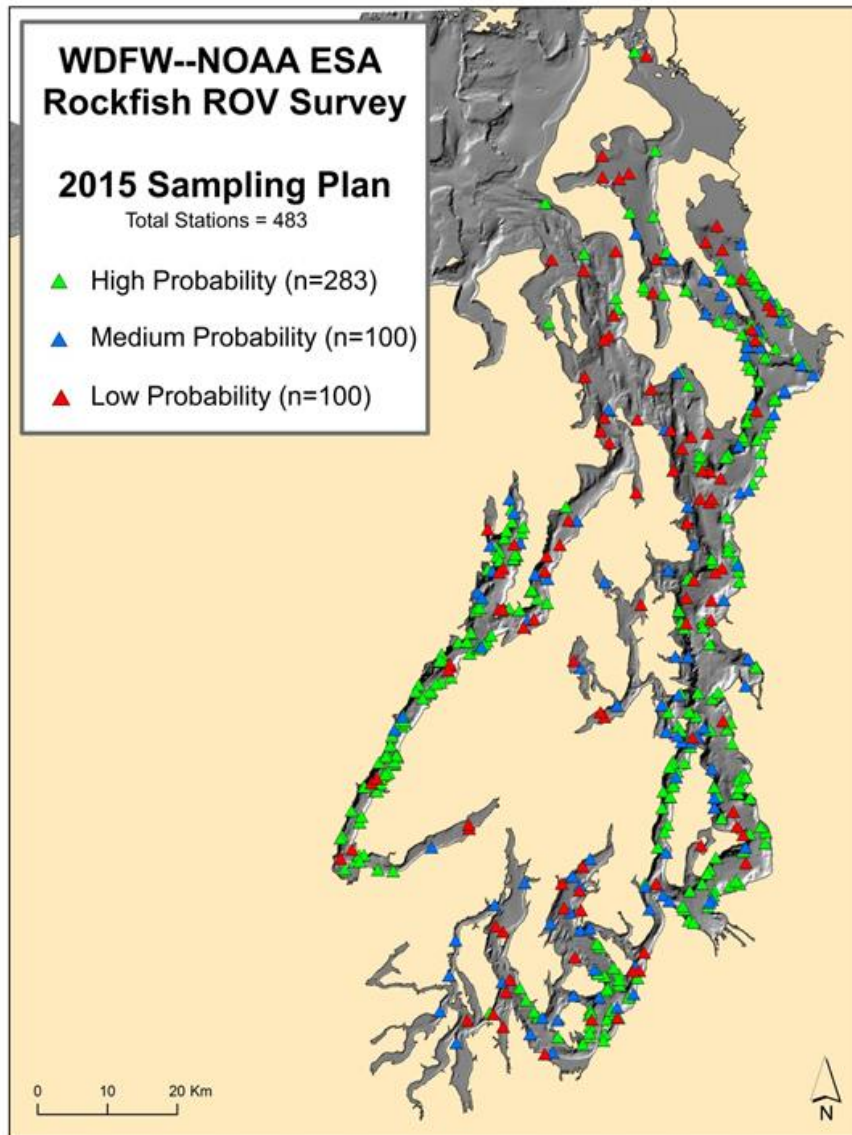 WDFW--NOAA ESA
Rockfish ROV Survey
2015 Sampling Plan
Total Stations = 483
High Probability (n=283)
Medium Probability (n=100)
Low Probability (n=100)
0 10 20 Km
N